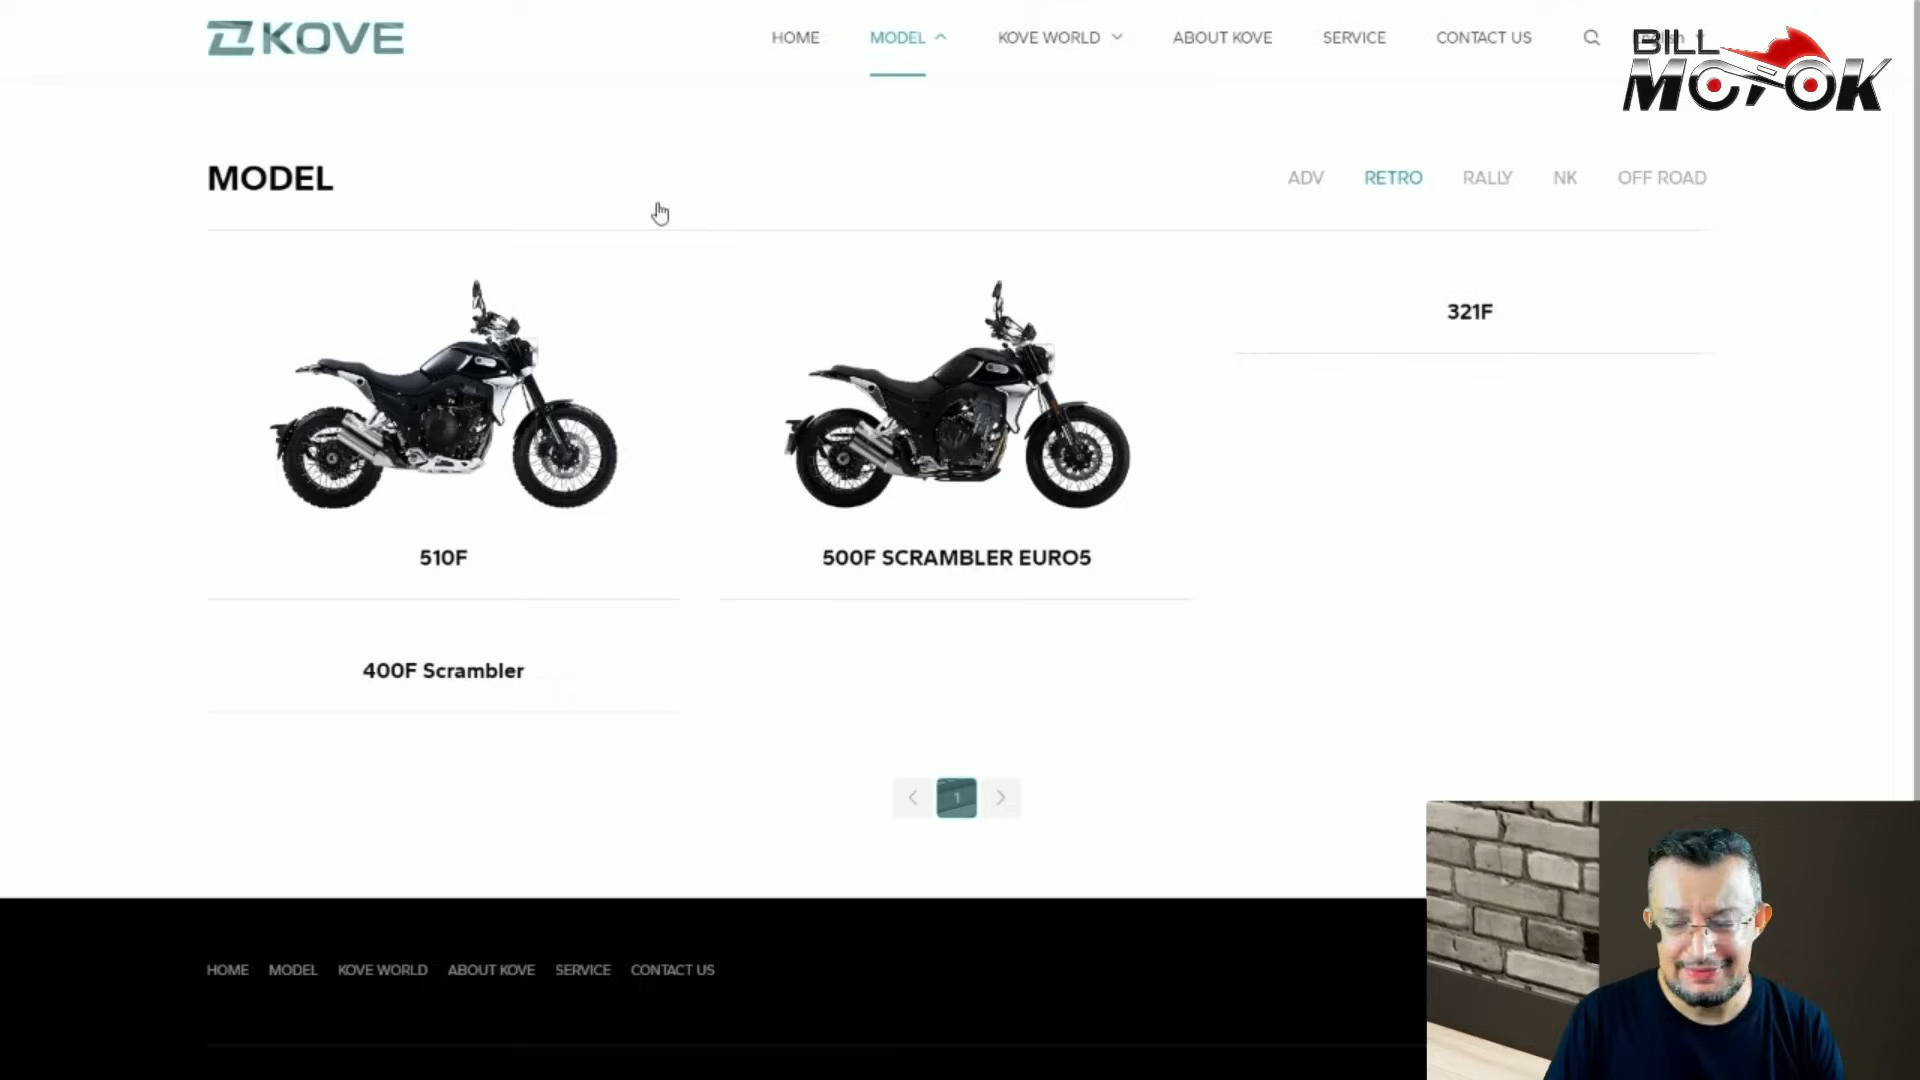 KOVE
HOME MODEL KOVE WORLD ABOUT KOVE SERVICE CONTACT US
BILL
MOTOK
MODEL
ADV RETRO RALLY NK OFF ROAD
321F
510F
500F SCRAMBLER EURO5
400F Scrambler
1
HOME MODEL KOVE WORLD ABOUT KOVE SERVICE CONTACT US